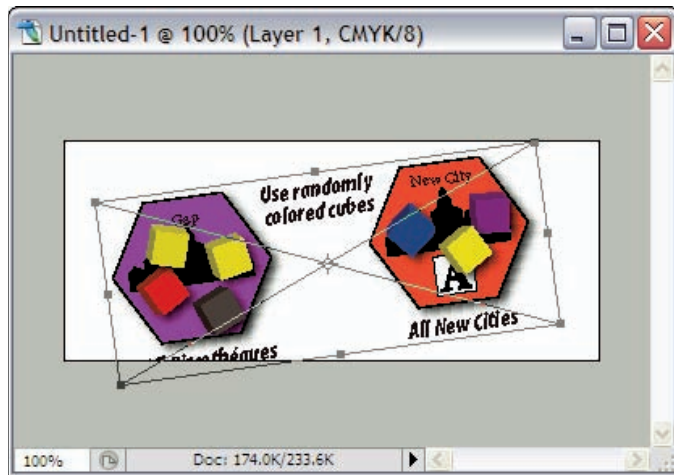 Untitled-1 @ 100% (Layer 1, CMYK/8)
Use randomly
colored cubes
New City
Gap
A
All New Cities
100%
Doc: 174.0K/233.6K